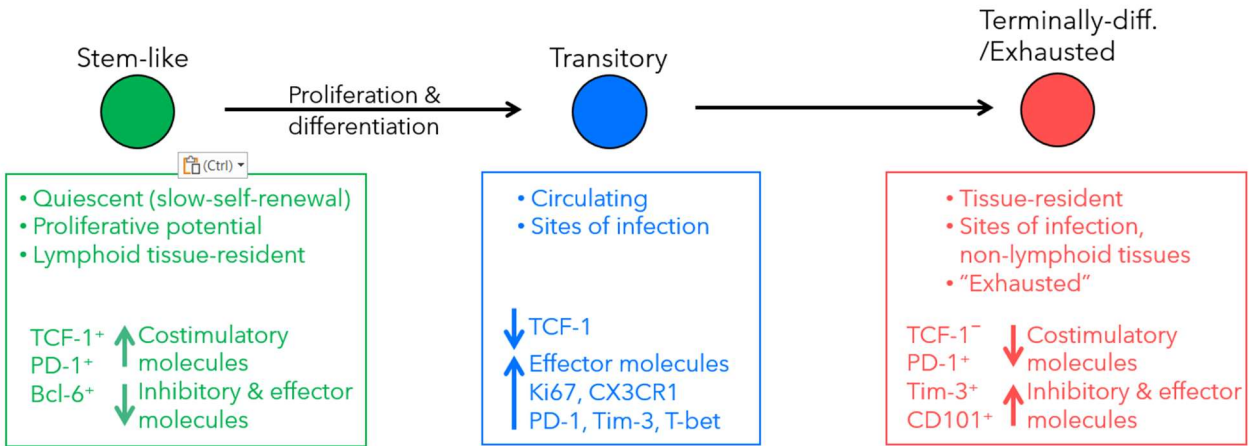 Stem-like
Proliferation &
differentiation
Transitory
Terminally-diff.
/Exhausted
(Ctrl)
• Quiescent (slow-self-renewal)
• Proliferative potential
• Lymphoid tissue-resident
TCF-1⁺
PD-1⁺
Bcl-6⁺
Costimulatory
molecules
Inhibitory & effector
molecules
• Circulating
• Sites of infection
TCF-1
Effector molecules
Ki67, CX3CR1
PD-1, Tim-3, T-bet
• Tissue-resident
• Sites of infection,
non-lymphoid tissues
• “Exhausted”
TCF-1⁻
PD-1⁺
Tim-3⁺
CD101⁺
Costimulatory
molecules
Inhibitory & effector
molecules